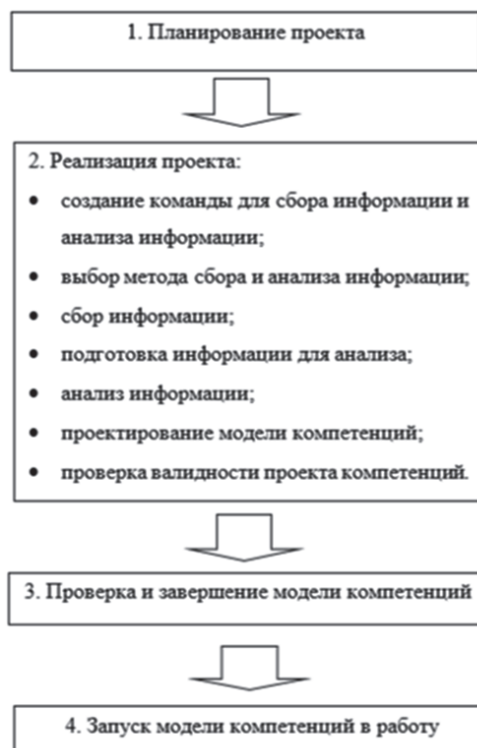 1. Планирование проекта
2. Реализация проекта:
• создание команды для сбора информации и
анализа информации;
• выбор метода сбора и анализа информации;
• сбор информации;
• подготовка информации для анализа;
• анализ информации;
• проектирование модели компетенций;
• проверка валидности проекта компетенций.
3. Проверка и завершение модели компетенций
4. Запуск модели компетенций в работу